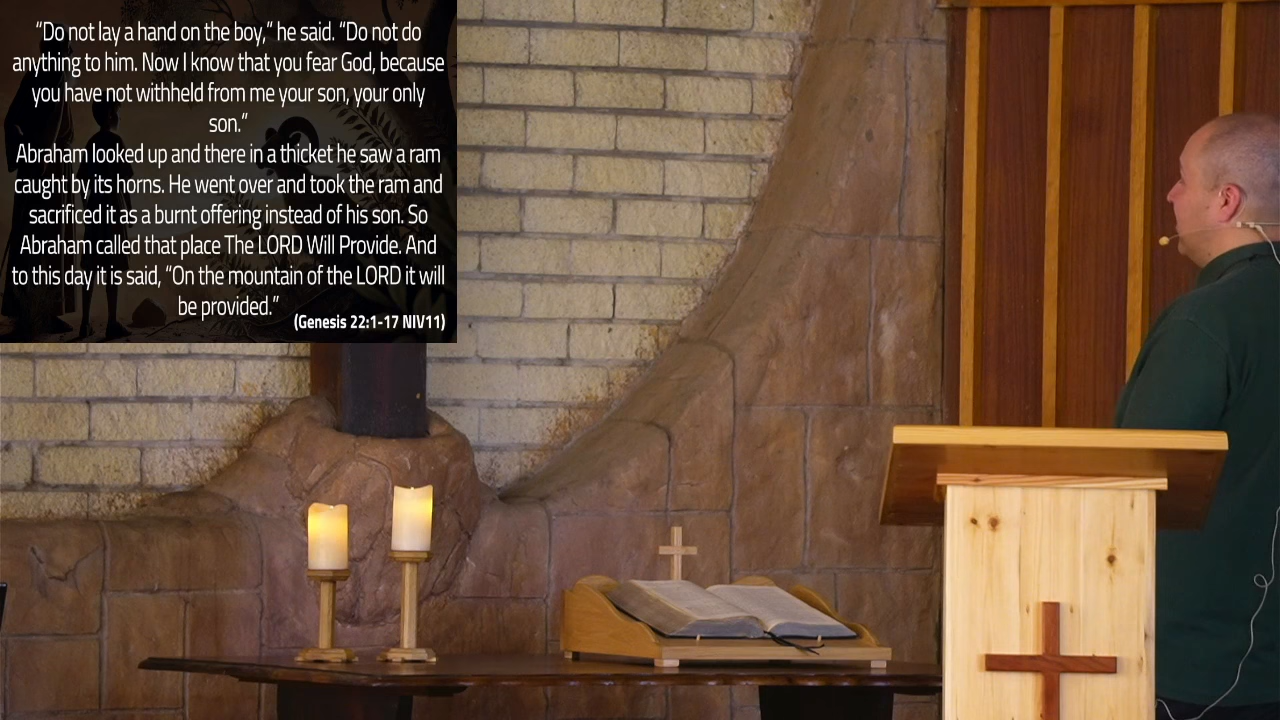 “Do not lay a hand on the boy,” he said. “Do not do
anything to him. Now I know that you fear God, because
you have not withheld from me your son, your only
son.”
Abraham looked up and there in a thicket he saw a ram
caught by its horns. He went over and took the ram and
sacrificed it as a burnt offering instead of his son. So
Abraham called that place The LORD Will Provide. And
to this day it is said, “On the mountain of the LORD it will
be provided.”
(Genesis 22:1-17 NIV11)